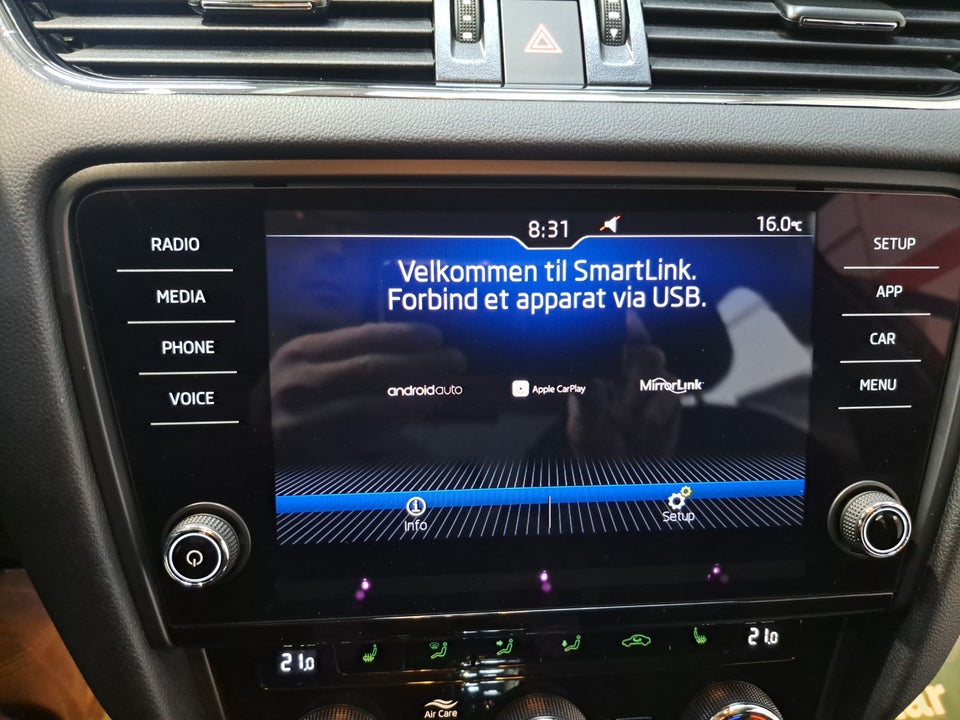 8:31
16.0°C
RADIO
MEDIA
PHONE
VOICE
Velkommen til SmartLink.
Forbind et apparat via USB.
androidauto
Apple CarPlay
MirrorLink
Info
Setup
SETUP
APP
CAR
MENU
21.0
21.0
Air Care